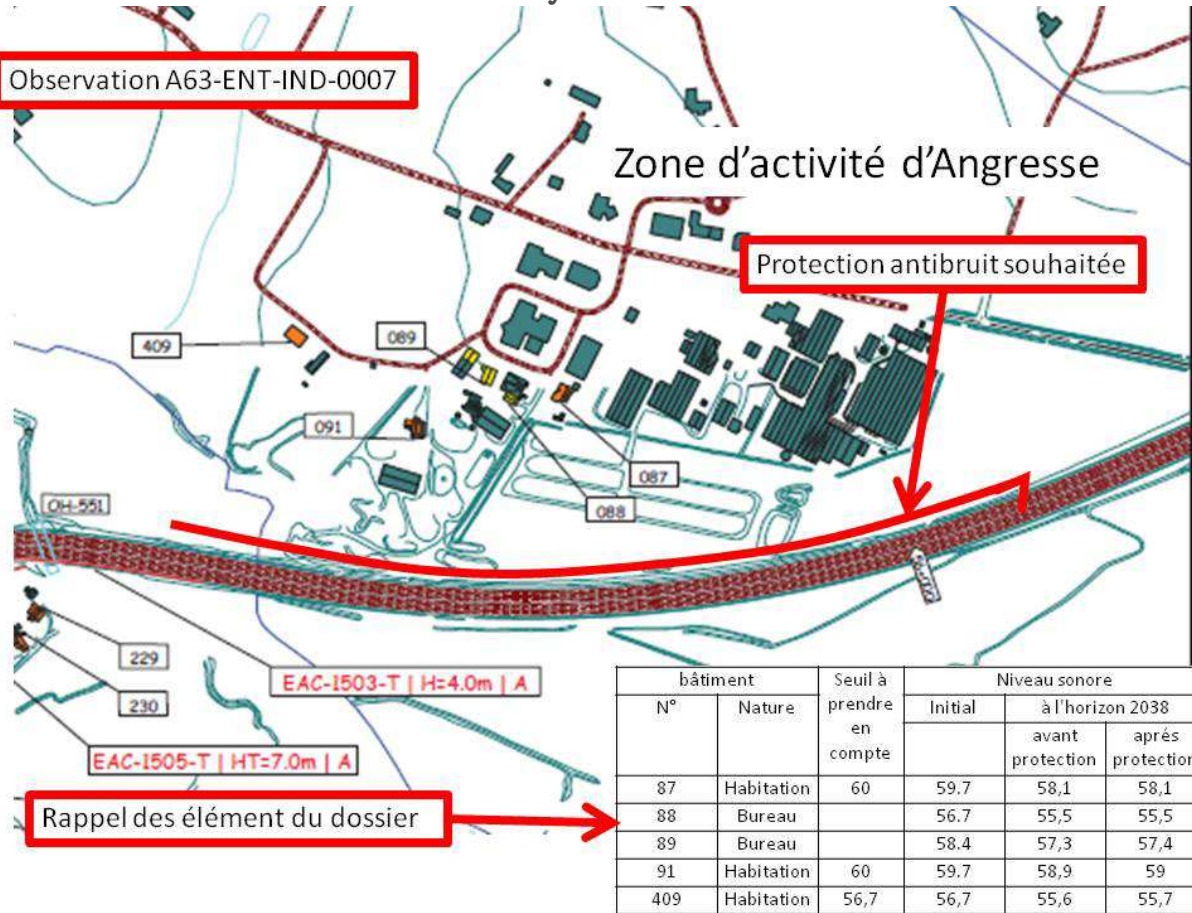 Observation A63-ENT-IND-0007
Zone d'activité d'Angresse
Protection antibruit souhaitée
409
089
091
087
088
OH-551
229
230
EAC-1503-T | H=4.0m | A
EAC-1505-T | HT=7.0m | A
Rappel des élément du dossier
bâtiment Seuil à prendre en compte Niveau sonore
N° Nature Initial à l'horizon 2038
avant protection aprés protection
87 Habitation 60 59.7 58,1 58,1
88 Bureau 56.7 55,5 55,5
89 Bureau 58.4 57,3 57,4
91 Habitation 60 59.7 58,9 59
409 Habitation 56,7 56,7 55,6 55,7